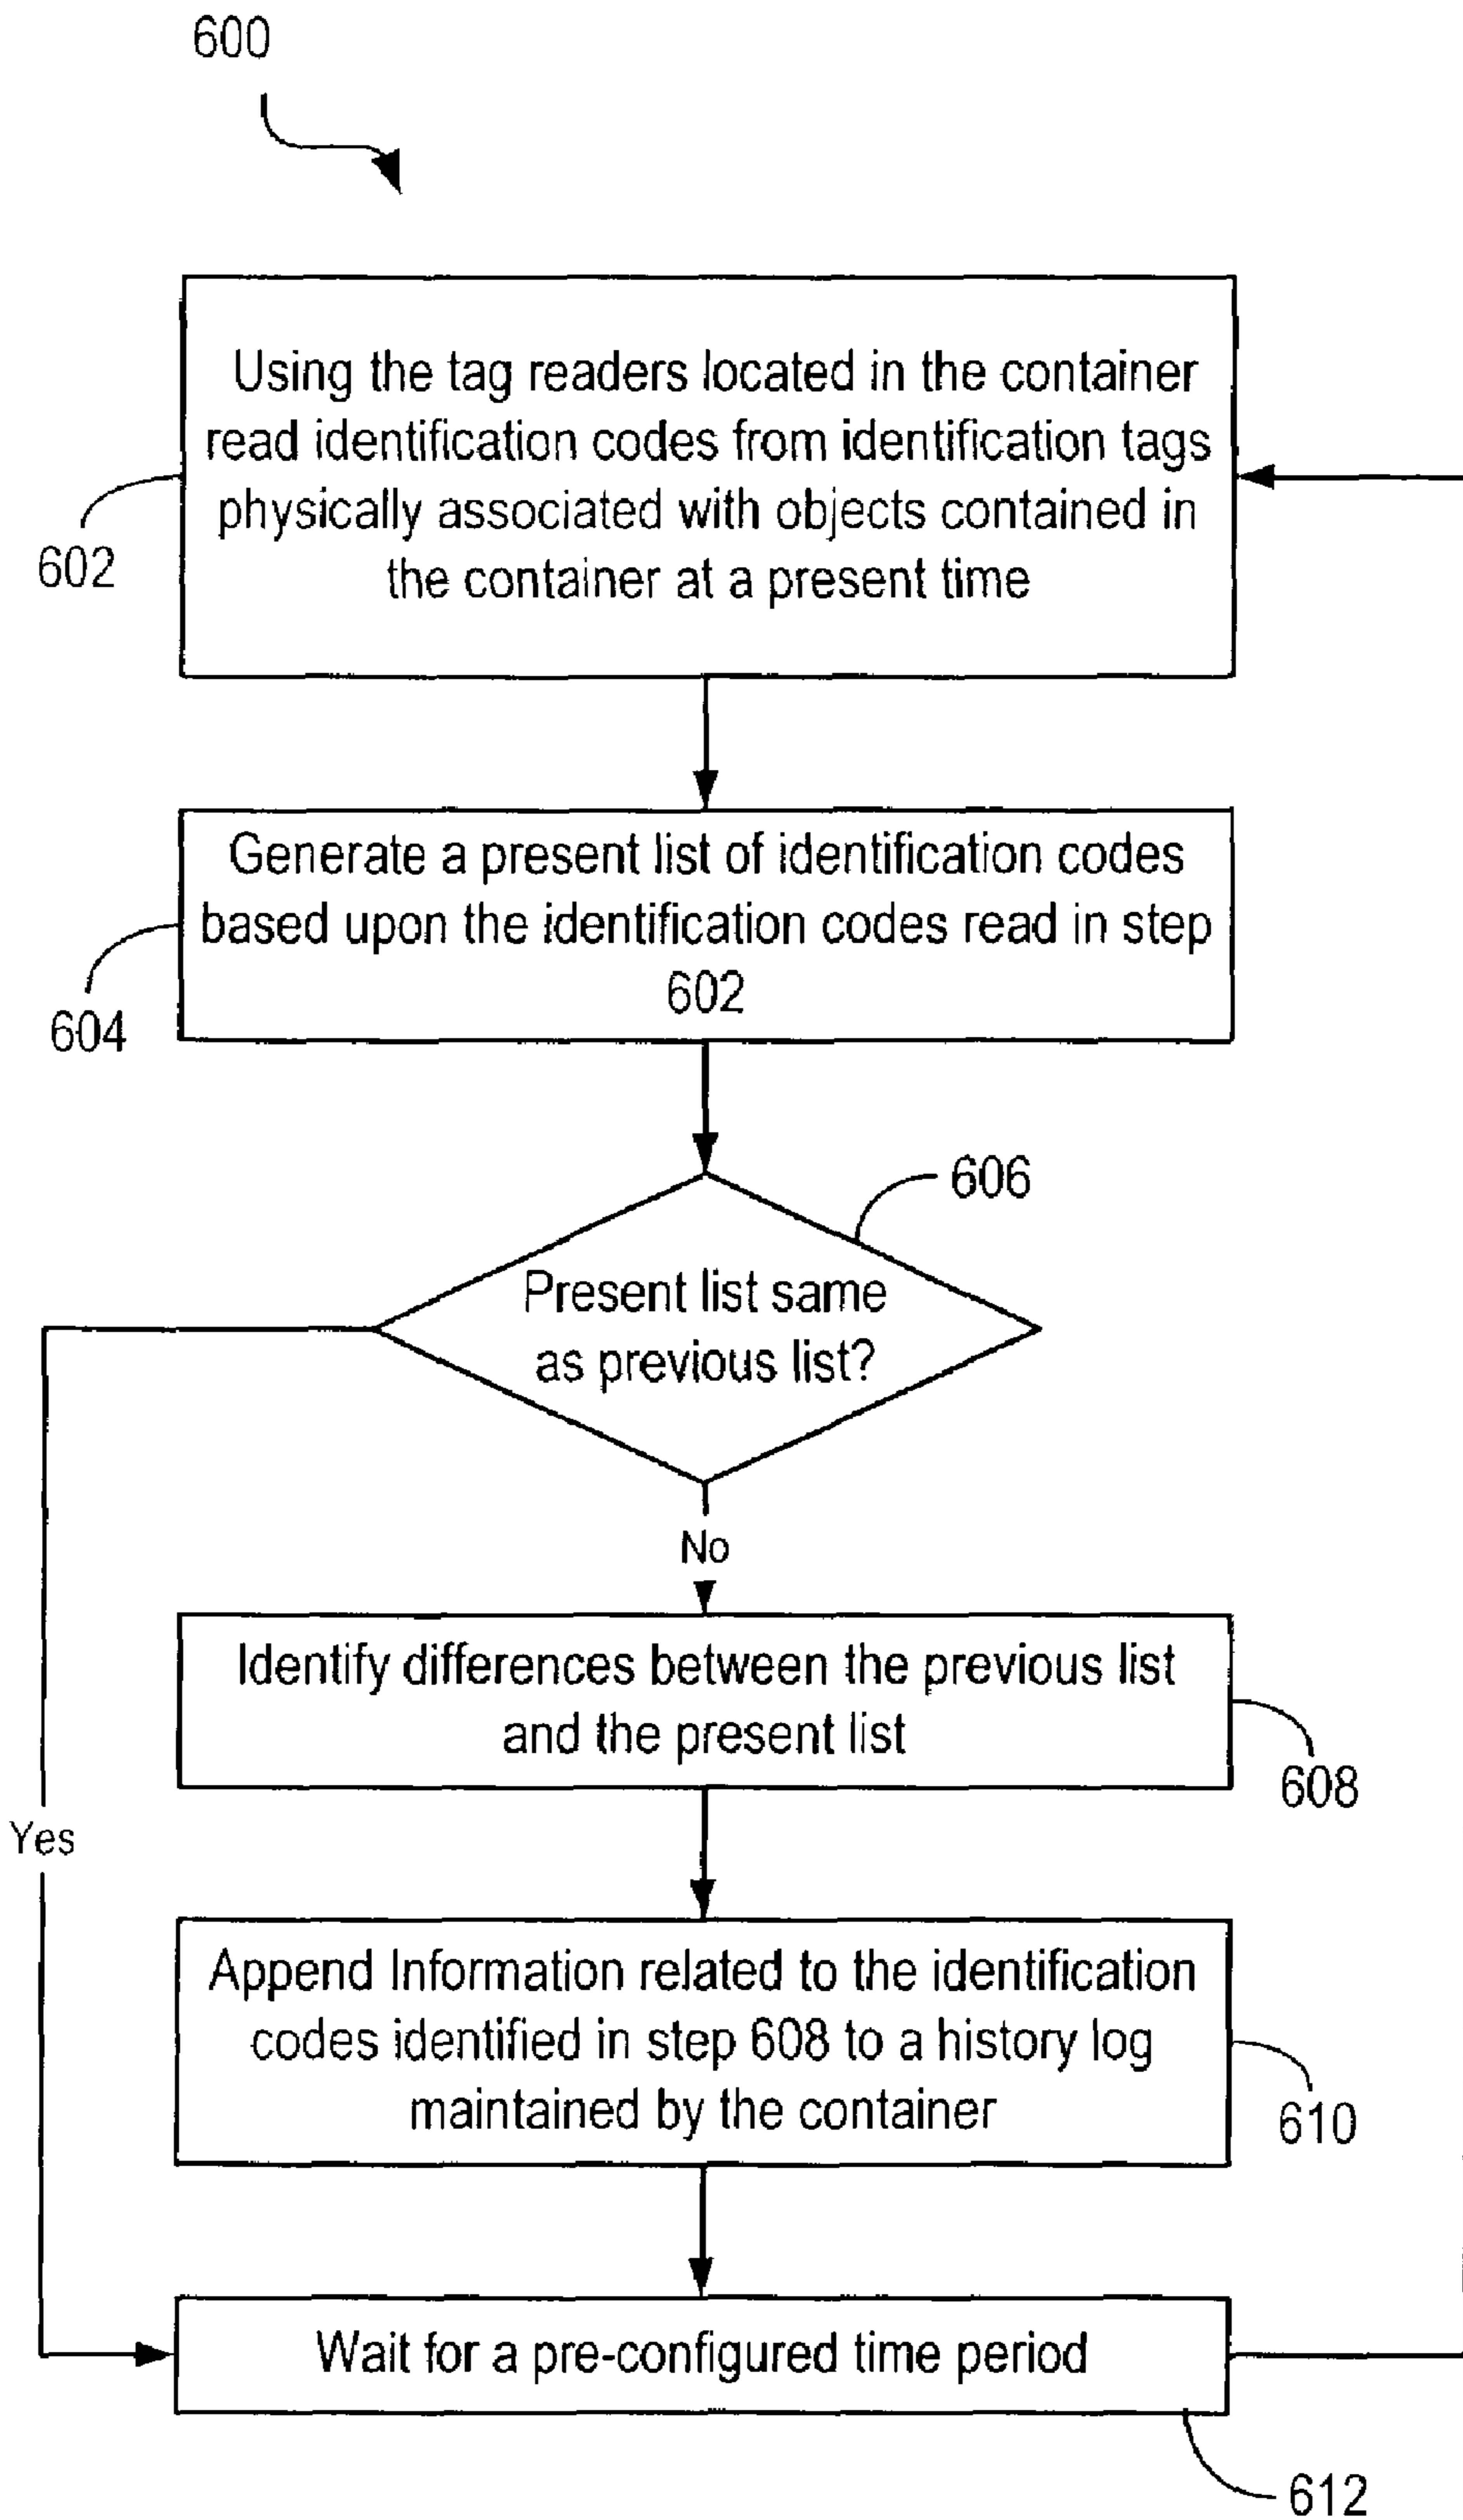 600
Using the tag readers located in the container
read identification codes from identification tags
physically associated with objects contained in
the container at a present time
602
Generate a present list of identification codes
based upon the identification codes read in step
602
604
606
Present list same
as previous list?
No
Identify differences between the previous list
and the present list
608
Yes
Append Information related to the identification
codes identified in step 608 to a history log
maintained by the container
610
Wait for a pre-configured time period
612